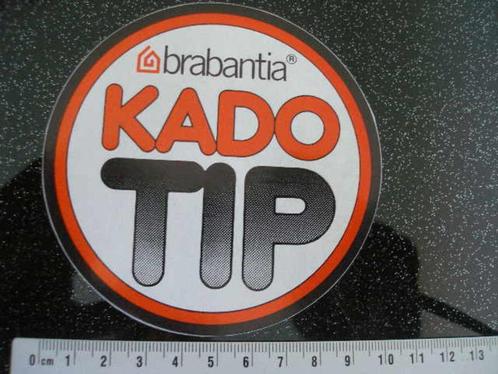 brabantia®
KADO
TIP
0 cm 1 2 3 4 5 6 7 8 9 10 11 12 13